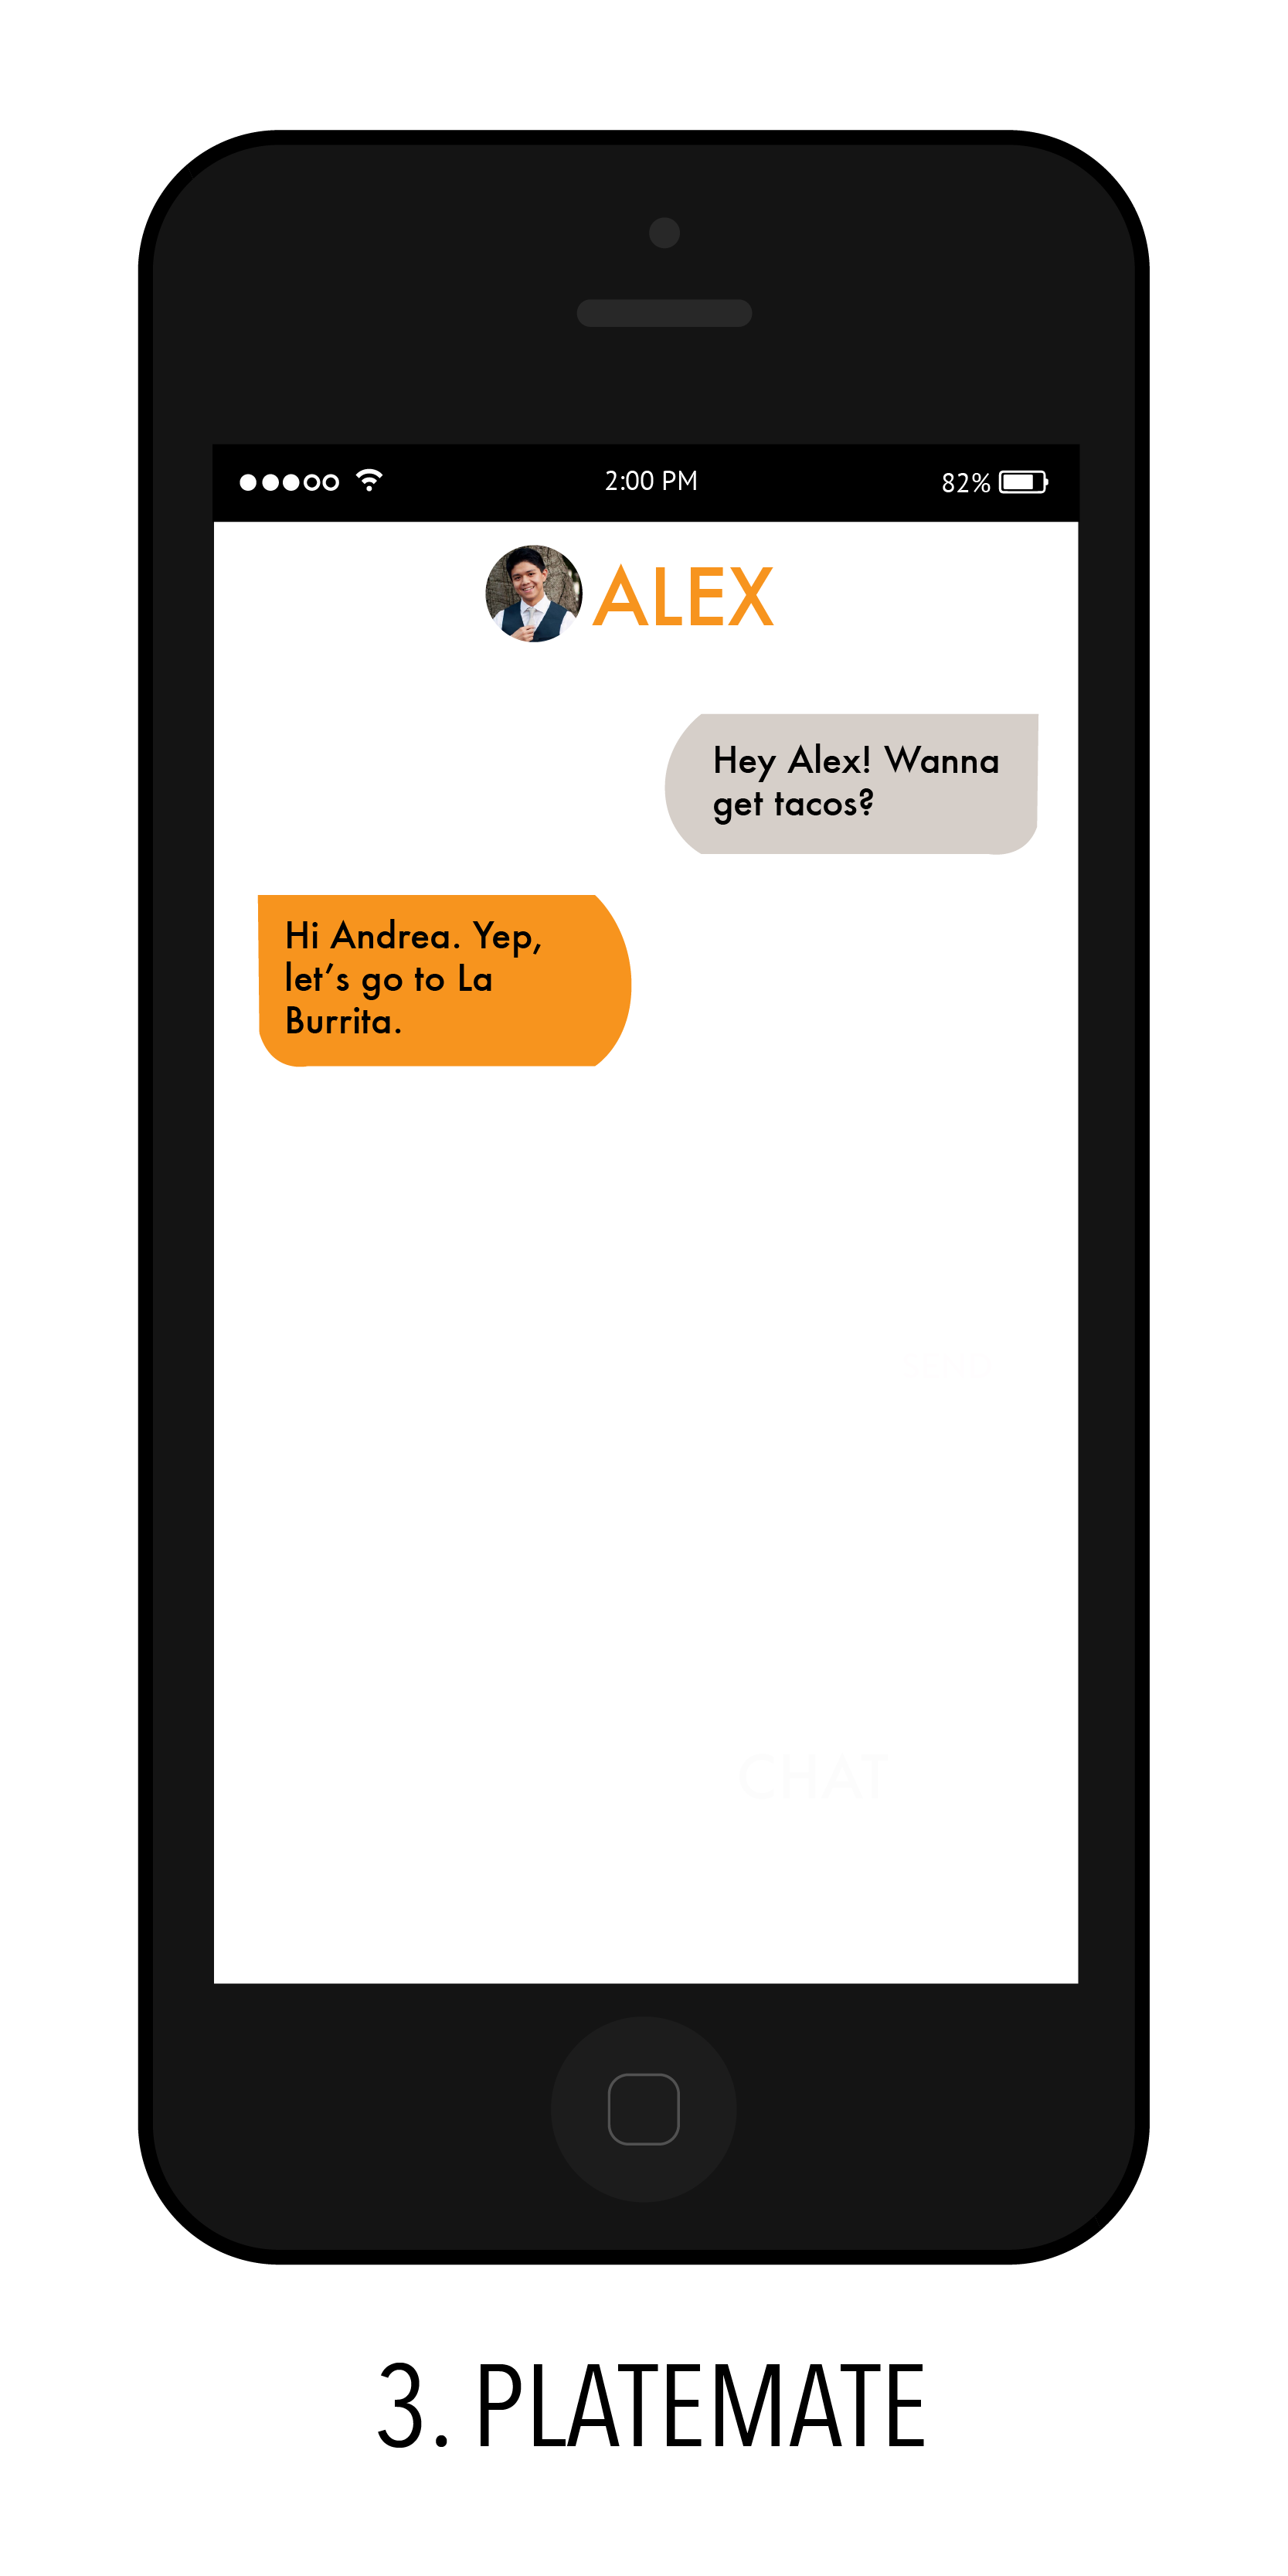 2:00 PM
82%
ALEX
Hey Alex! Wanna
get tacos?
Hi Andrea. Yep,
let’s go to La
Burrita.
CHAT
3. PLATEMATE